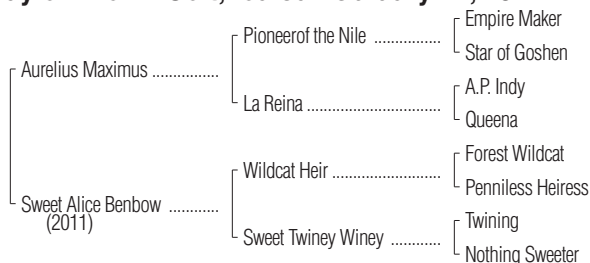 Empire Maker
Pioneerof the Nile ................
Star of Goshen
Aurelius Maximus ................
A.P. Indy
La Reina ................................
Queena
Forest Wildcat
Wildcat Heir ..........................
Penniless Heiress
Sweet Alice Benbow ............
(2011)
Twining
Sweet Twiney Winey ............
Nothing Sweeter